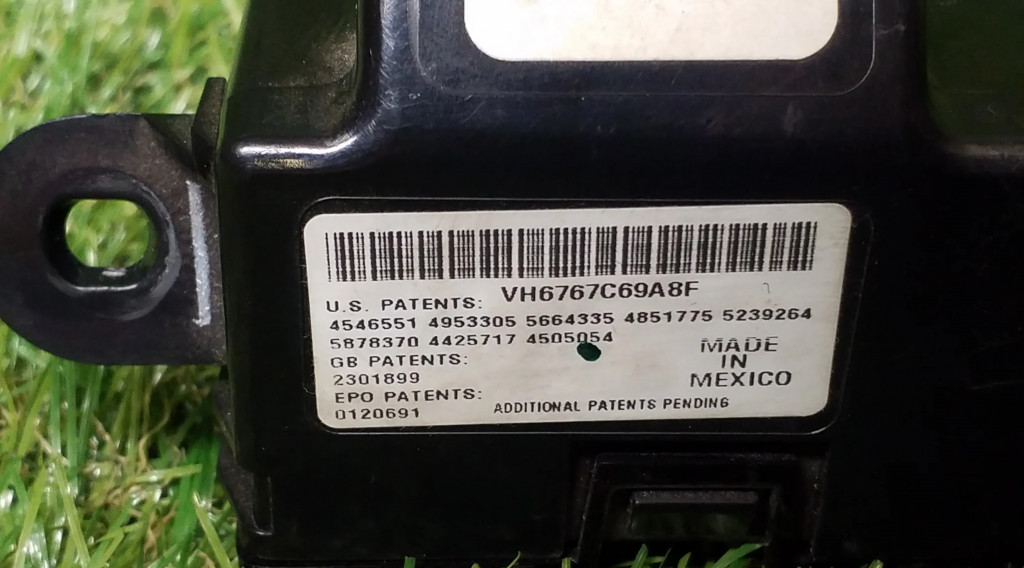 U.S. PATENTS: VH6767C69A8F
4546551 4953305 5664335 4851775 5239264
5878370 4425717 4505054
GB PATENTS:
2301899
EPO PATENTS:
0120691
MADE
IN
MEXICO
ADDITIONAL PATENTS PENDING